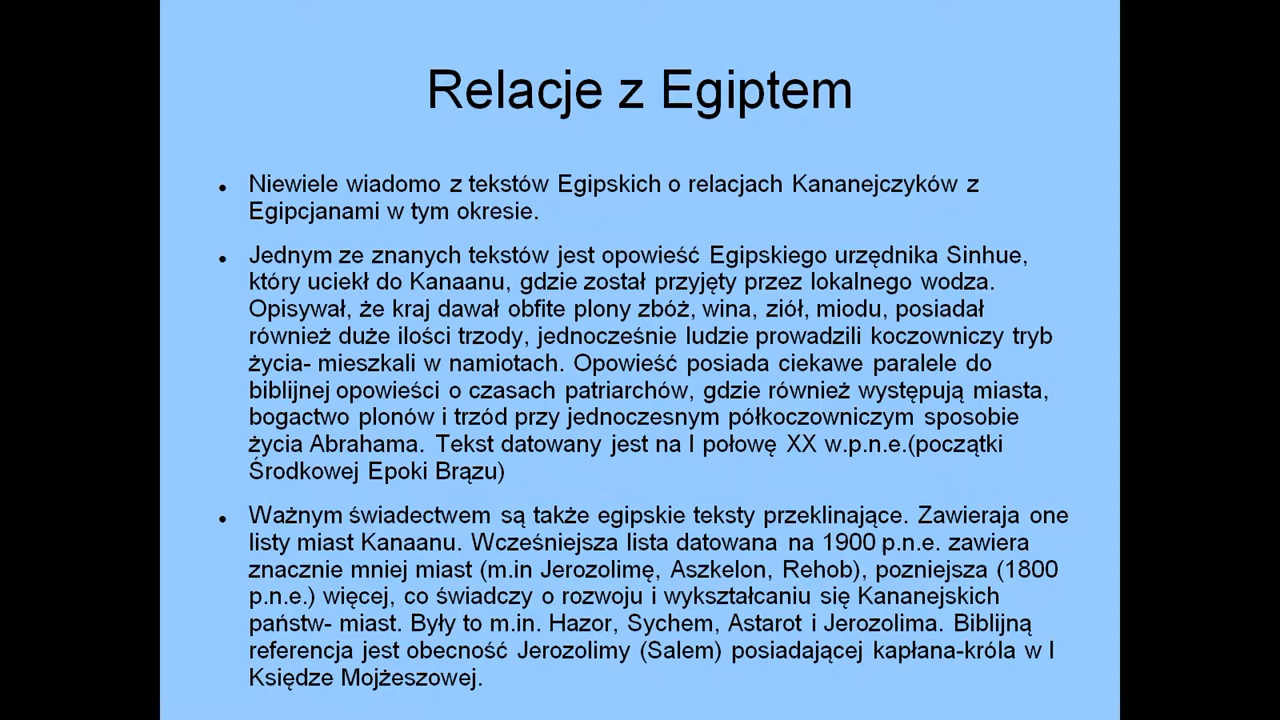 Relacje z Egiptem
• Niewiele wiadomo z tekstów Egipskich o relacjach Kananejczyków z
Egipcjanami w tym okresie.
• Jednym ze znanych tekstów jest opowieść Egipskiego urzędnika Sinhue,
który uciekł do Kanaanu, gdzie został przyjęty przez lokalnego wodza.
Opisywał, że kraj dawał obfite plony zbóż, wina, ziół, miodu, posiadał
również duże ilości trzody, jednocześnie ludzie prowadzili koczowniczy tryb
życia- mieszkali w namiotach. Opowieść posiada ciekawe paralele do
biblijnej opowieści o czasach patriarchów, gdzie również występują miasta,
bogactwo plonów i trzód przy jednoczesnym półkoczowniczym sposobie
życia Abrahama. Tekst datowany jest na I połowę XX w.p.n.e.(początki
Środkowej Epoki Brązu)
• Ważnym świadectwem są także egipskie teksty przeklinające. Zawieraja one
listy miast Kanaanu. Wcześniejsza lista datowana na 1900 p.n.e. zawiera
znacznie mniej miast (m.in Jerozolimę, Aszkelon, Rehob), pozniejsza (1800
p.n.e.) więcej, co świadczy o rozwoju i wykształcaniu się Kananejskich
państw- miast. Były to m.in. Hazor, Sychem, Astarot i Jerozolima. Biblijną
referencja jest obecność Jerozolimy (Salem) posiadającej kapłana-króla w I
Księdze Mojżeszowej.